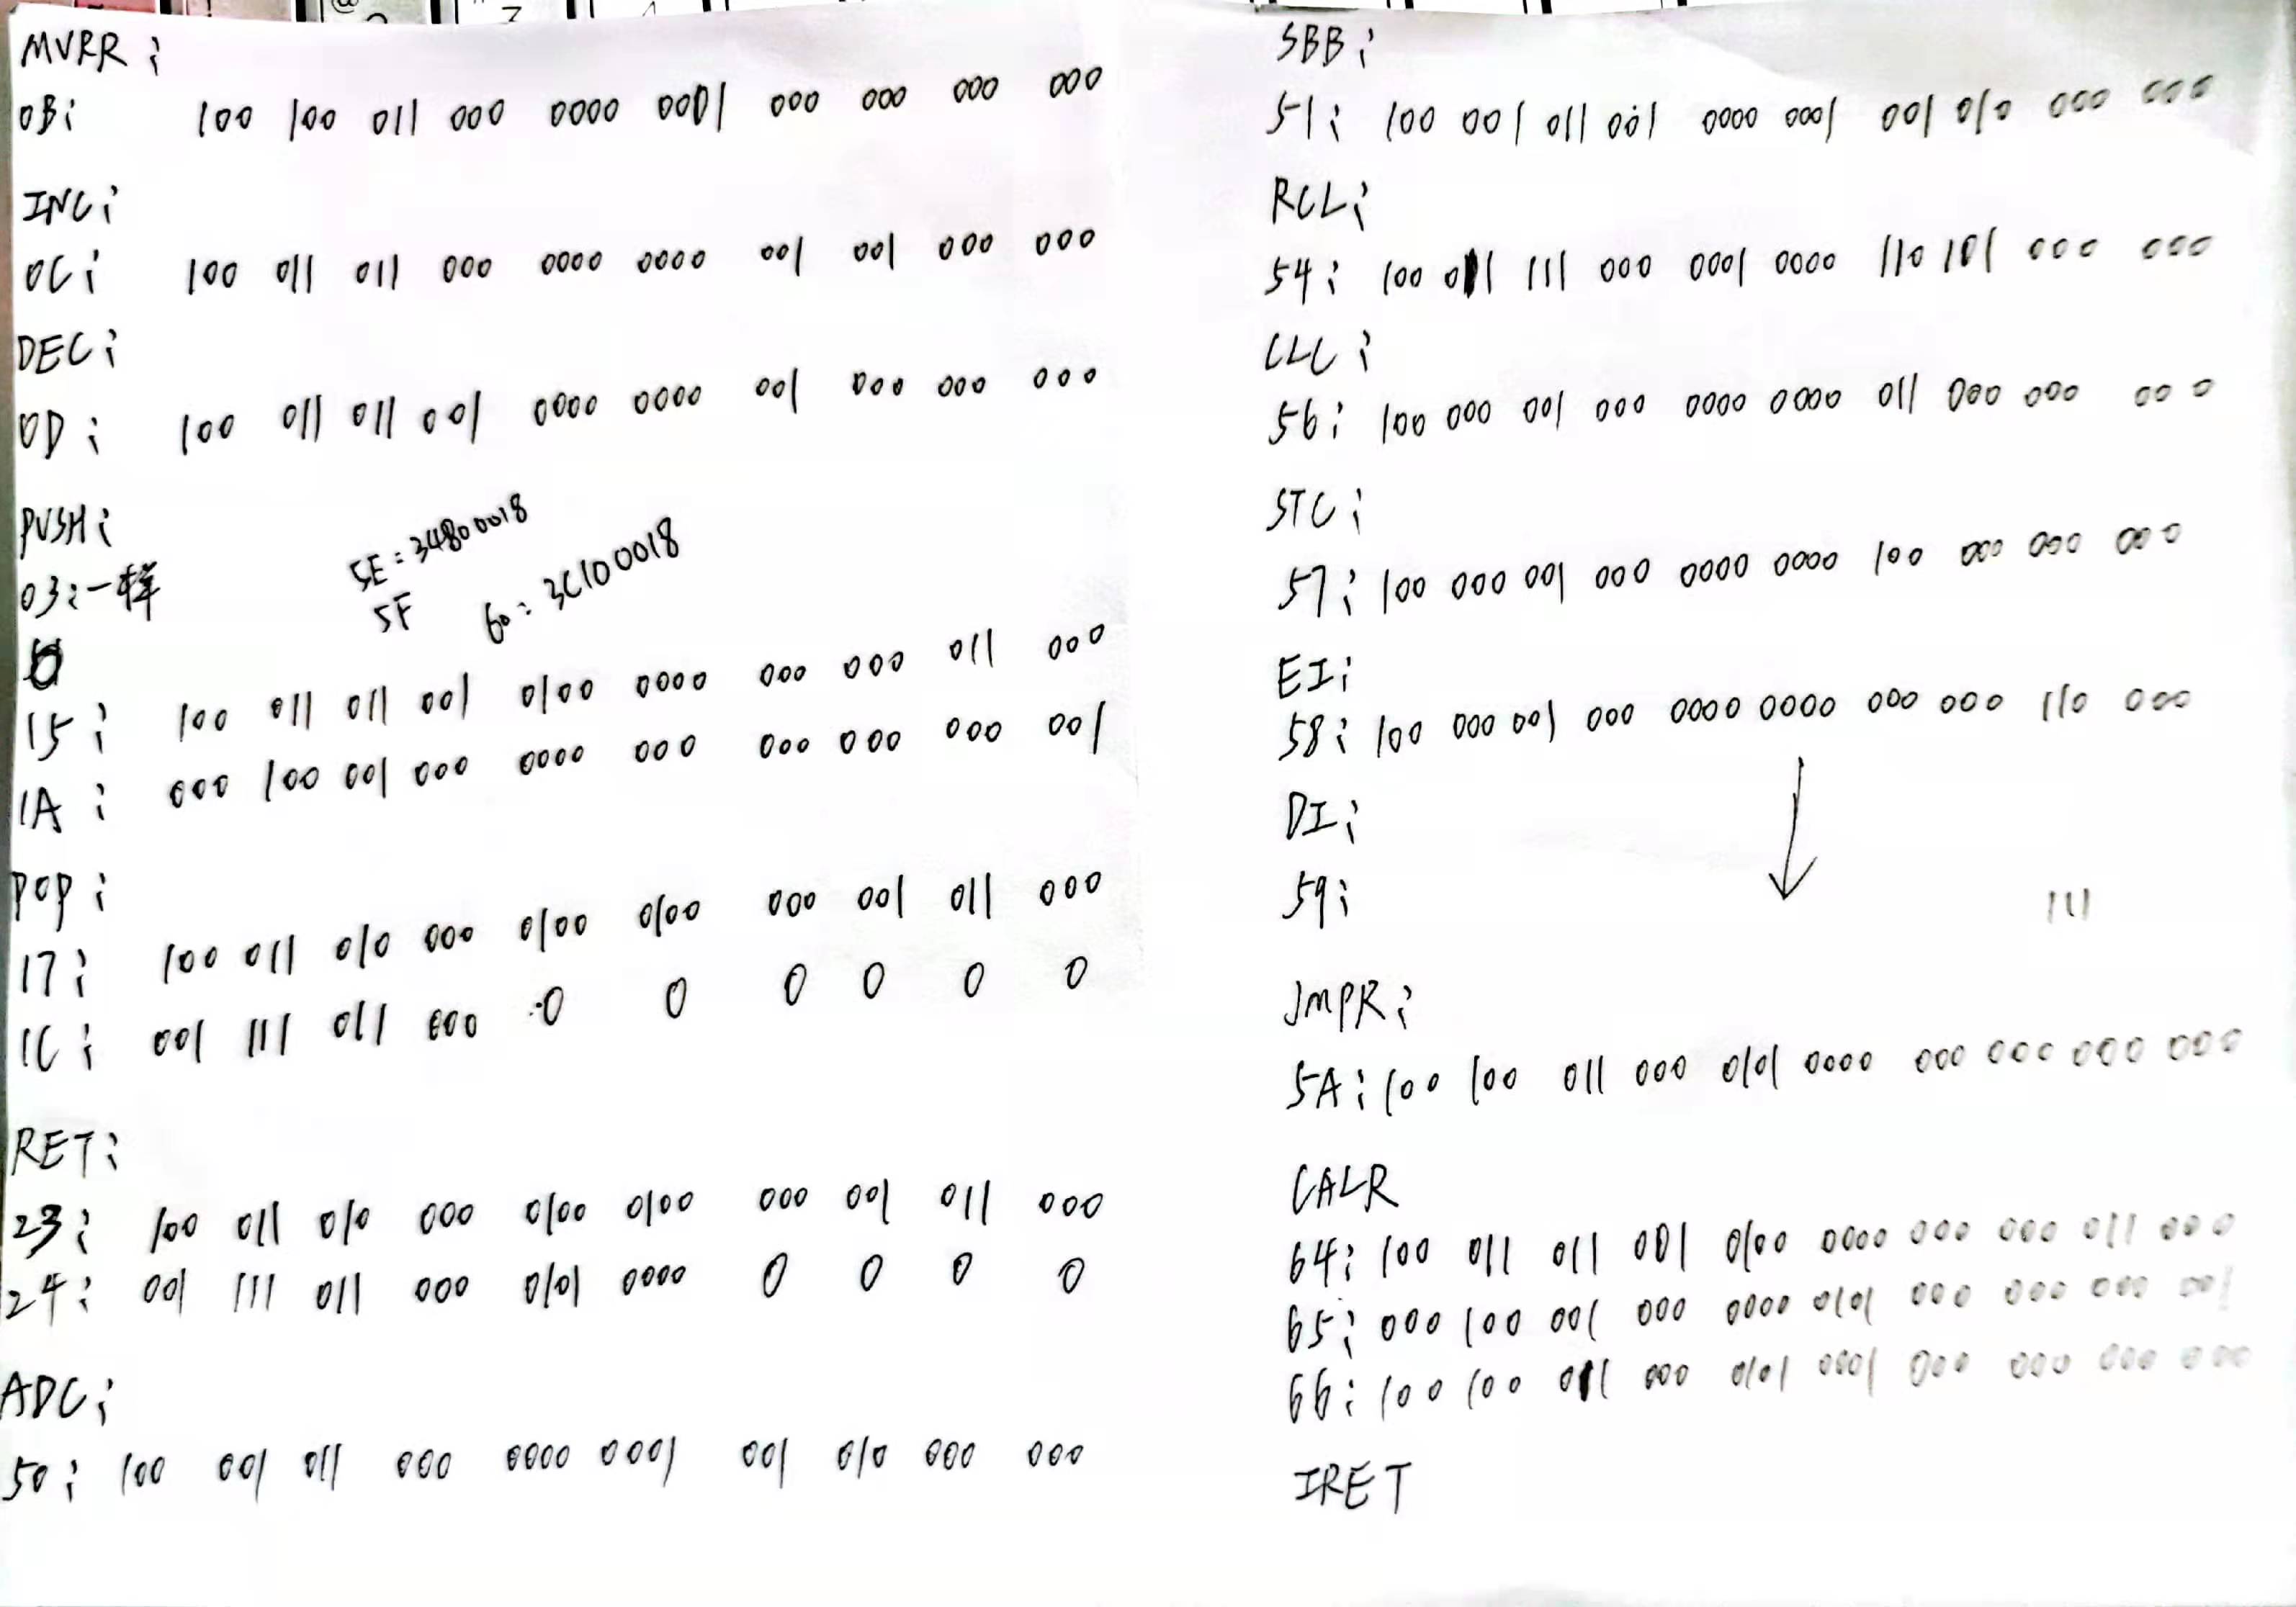 MVRR:
0B: 100 100 011 000 0000 0001 000 000 000 000
INC:
0C: 100 011 011 000 0000 0000 001 001 000 000
DEC:
0D: 100 011 011 001 0000 0000 001 000 000 000
PUSH:
03:一样
5E=34800018
5F
60:3C100018
15: 100 011 011 001 0100 0000 000 000 011 000
1A: 000 100 001 000 0000 000 000 000 000 001
POP:
17: 100 011 010 000 0100 0100 000 001 011 000
1C: 001 111 011 000 0 0 0 0 0 0
RET:
23: 100 011 010 000 0100 0100 000 001 011 000
24: 001 111 011 000 0101 0000 0 0 0 0
ADC:
50: 100 001 011 000 0000 0001 001 010 000 000
SBB:
51: 100 001 011 001 0000 0001 001 010 000 000
RCL:
54: 100 011 111 000 0001 0000 110 101 000 000
CLC:
56: 100 000 001 000 0000 0000 011 000 000 000
STC:
57: 100 000 001 000 0000 0000 100 000 000 000
EI:
58: 100 000 001 000 0000 0000 000 000 110 000
DI:
59: 111
JMPR:
5A: 100 100 011 000 0101 0000 000 000 000 000
CALR
64: 100 011 011 001 0100 0000 000 000 011 000
65: 000 100 001 000 0000 0101 000 000 000 001
66: 100 100 011 000 0101 0001 000 000 000 000
IRET